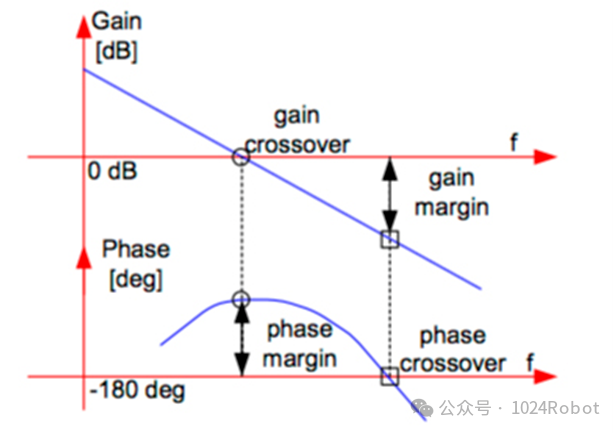 Gain
[dB]
gain
crossover
f
0 dB
gain
margin
Phase
[deg]
phase
margin
phase
crossover
f
-180 deg
公众号 · 1024Robot